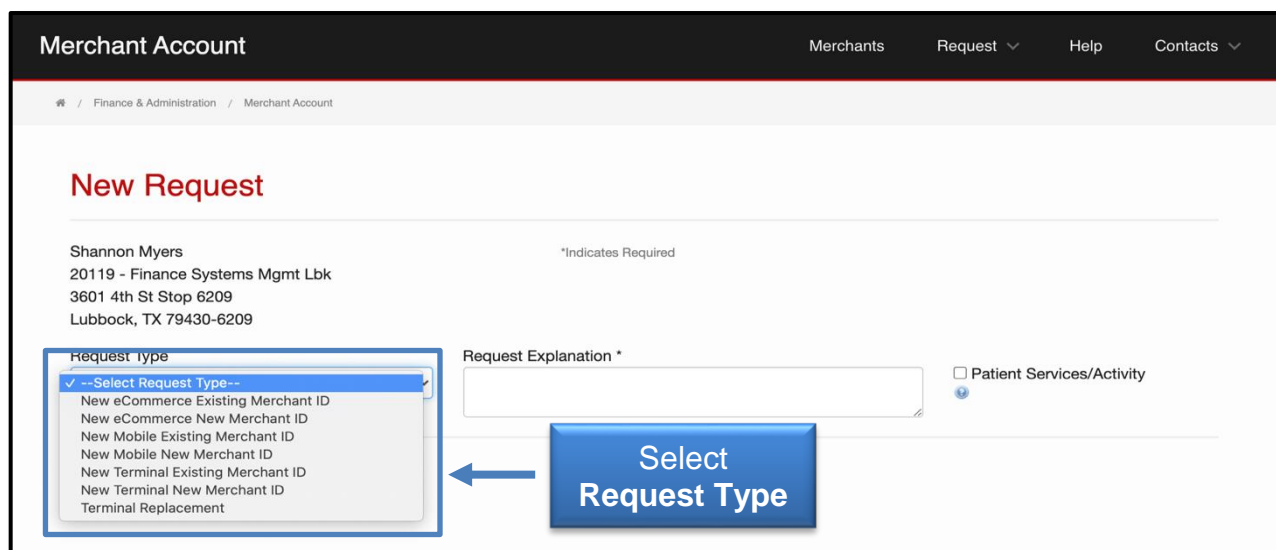 Merchant Account
Merchants Request Help Contacts
/ Finance & Administration / Merchant Account
New Request
Shannon Myers
*Indicates Required
20119 - Finance Systems Mgmt Lbk
3601 4th St Stop 6209
Lubbock, TX 79430-6209
Request Type
Request Explanation *
Patient Services/Activity
✓ --Select Request Type--
New eCommerce Existing Merchant ID
New eCommerce New Merchant ID
New Mobile Existing Merchant ID
New Mobile New Merchant ID
New Terminal Existing Merchant ID
New Terminal New Merchant ID
Terminal Replacement
Select
Request Type